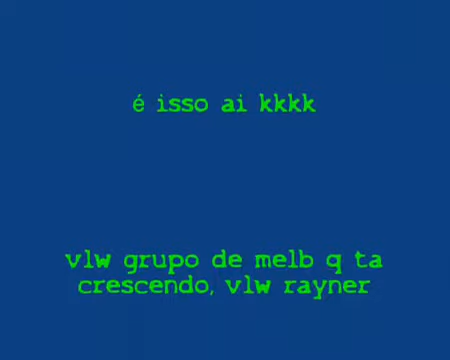 é isso ai kkkk
vlw grupo de melb q ta
crescendo, vlw rayner